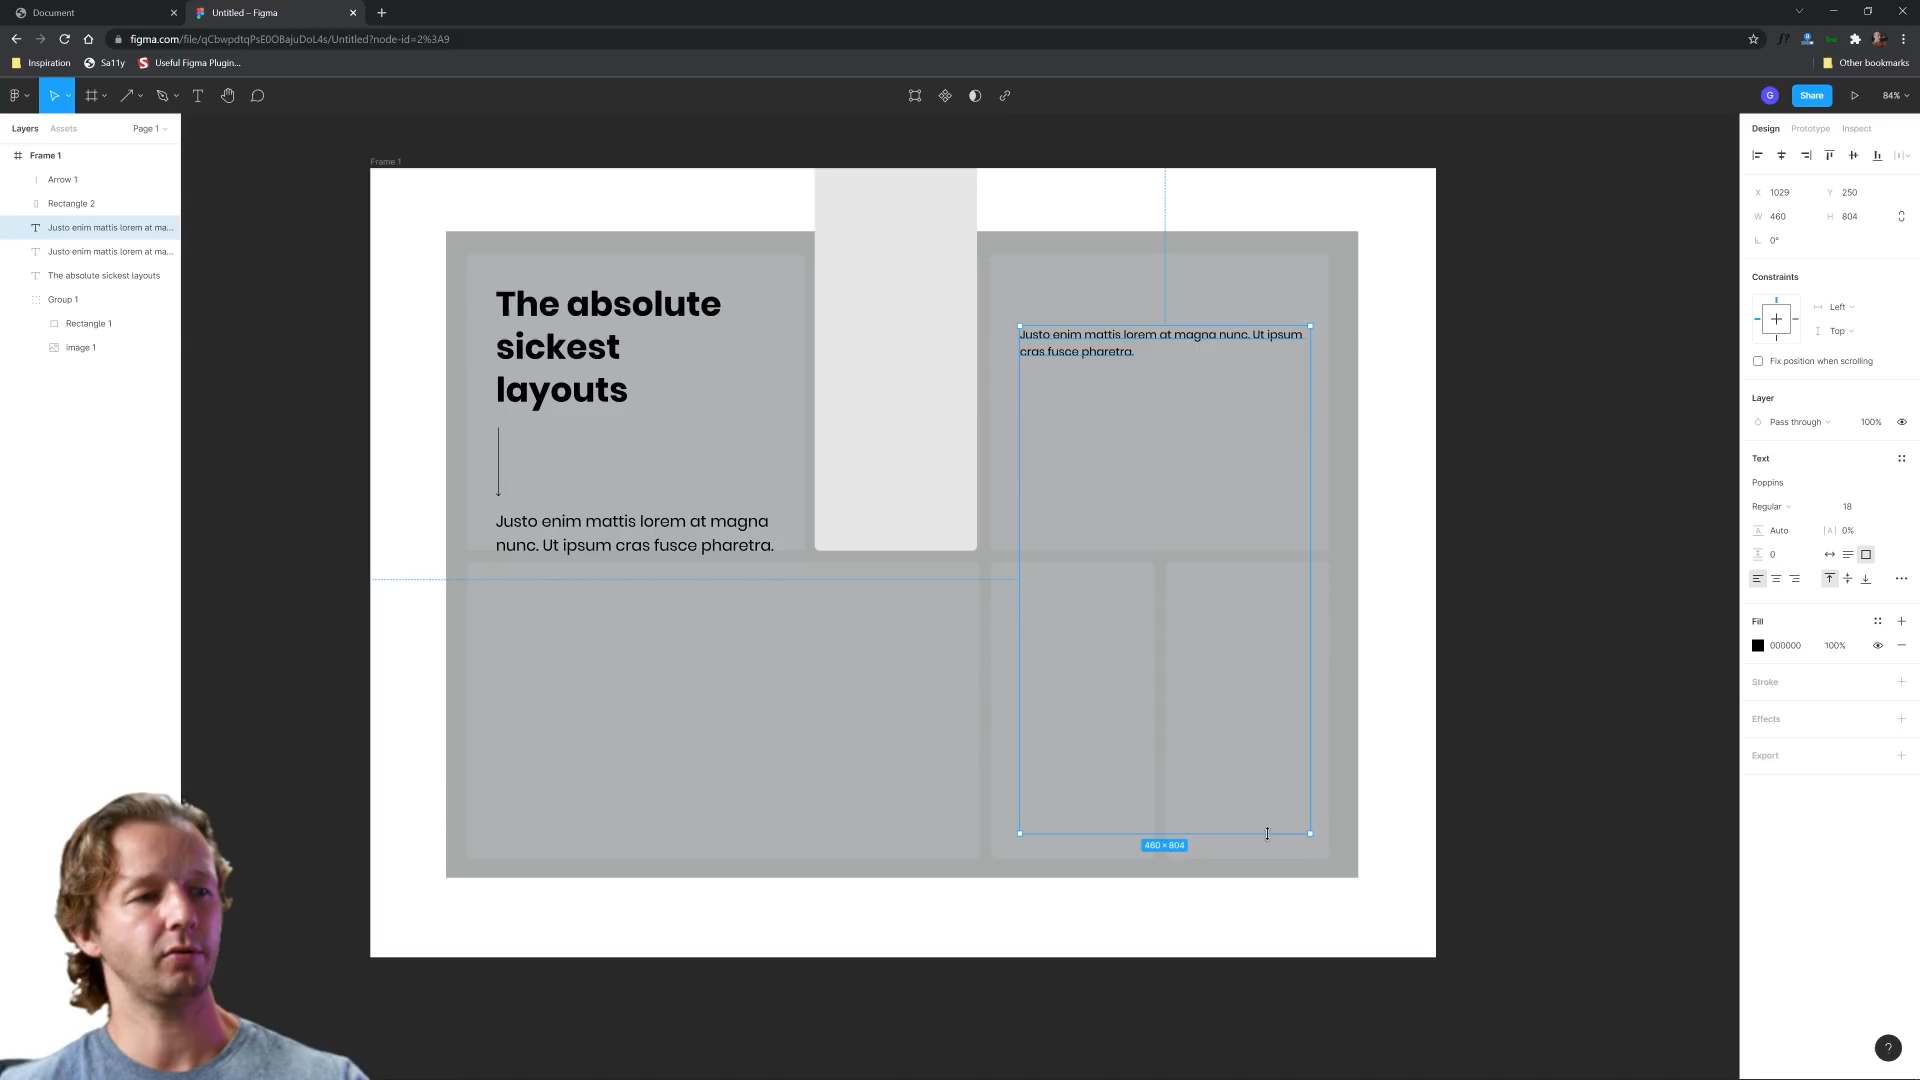 Document
Untitled – Figma
figma.com/file/qCbwpdtqPsE0OBajuDoL4s/Untitled?node-id=2%3A9
Inspiration
Sa11y
Useful Figma Plugin...
Other bookmarks
G
Share
84%
Layers
Assets
Page 1
Design
Prototype
Inspect
Frame 1
Arrow 1
Rectangle 2
Justo enim mattis lorem at ma...
Justo enim mattis lorem at ma...
The absolute sickest layouts
Group 1
Rectangle 1
image 1
Frame 1
The absolute
sickest
layouts
Justo enim mattis lorem at magna
nunc. Ut ipsum cras fusce pharetra.
Justo enim mattis lorem at magna nunc. Ut ipsum
cras fusce pharetra.
460 × 804
X 1029 Y 250
W 460 H 804
0°
Constraints
Left
Top
Fix position when scrolling
Layer
Pass through 100%
Text
Poppins
Regular 18
Auto 0%
0
Fill
000000 100%
Stroke
Effects
Export
?